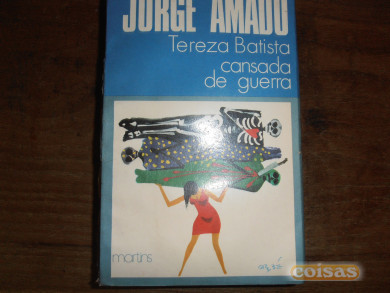 JORGE AMADO
Tereza Batista
cansada
de guerra
martins
coisas